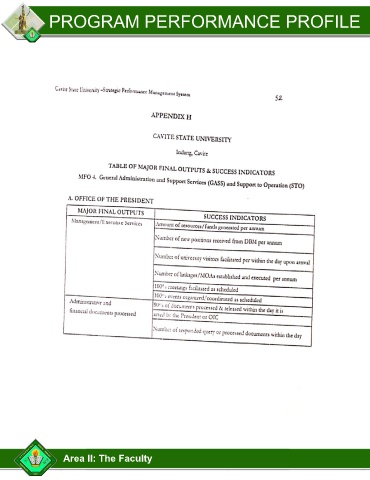 PROGRAM PERFORMANCE PROFILE
Cavite State University -Strategic Performance Management System
52
APPENDIX H
CAVITE STATE UNIVERSITY
Indang, Cavite
TABLE OF MAJOR FINAL OUTPUTS & SUCCESS INDICATORS
MFO 4. General Administration and Support Services (GASS) and Support to Operation (STO)
A. OFFICE OF THE PRESIDENT
MAJOR FINAL OUTPUTS
SUCCESS INDICATORS
Management/Executive Services
Amount of resources/funds generated per annum
Number of new positions received from DBM per annum
Number of university visitors facilitated per within the day upon arrival
Number of linkages/MOAs established and executed per annum
100% meetings facilitated as scheduled
100% events organized/coordinated as scheduled
Administrative and
financial documents processed
80% of documents processed & released within the day it is
acted by the President or OIC
Number of responded query or processed documents within the day
Area II: The Faculty